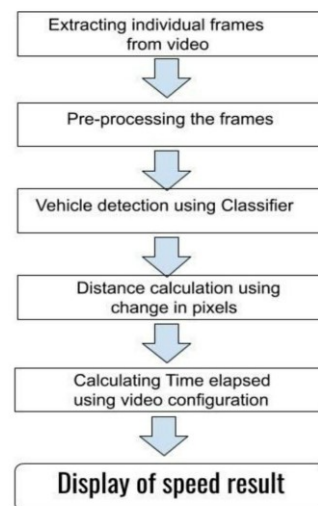 Extracting individual frames
from video
Pre-processing the frames
Vehicle detection using Classifier
Distance calculation using
change in pixels
Calculating Time elapsed
using video configuration
Display of speed result